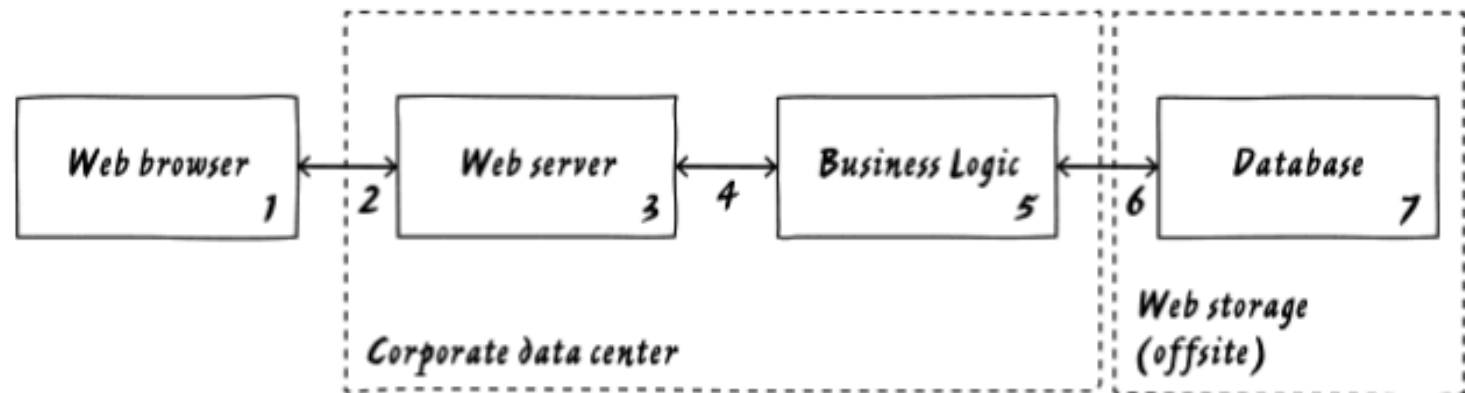 Web browser
1
2
Web server
3
4
Business Logic
5
6
Database
7
Corporate data center
Web storage
(offsite)